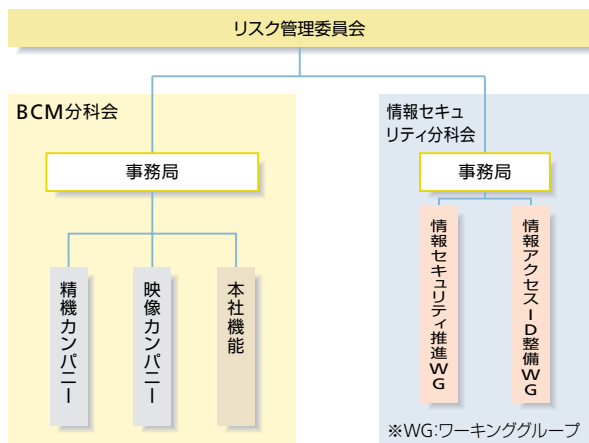 リスク管理委員会
BCM分科会
事務局
精機カンパニー
映像カンパニー
本社機能
情報セキュ
リティ分科会
事務局
情報セキュリティ推進WG
情報アクセスID整備WG
※WG:ワーキンググループ